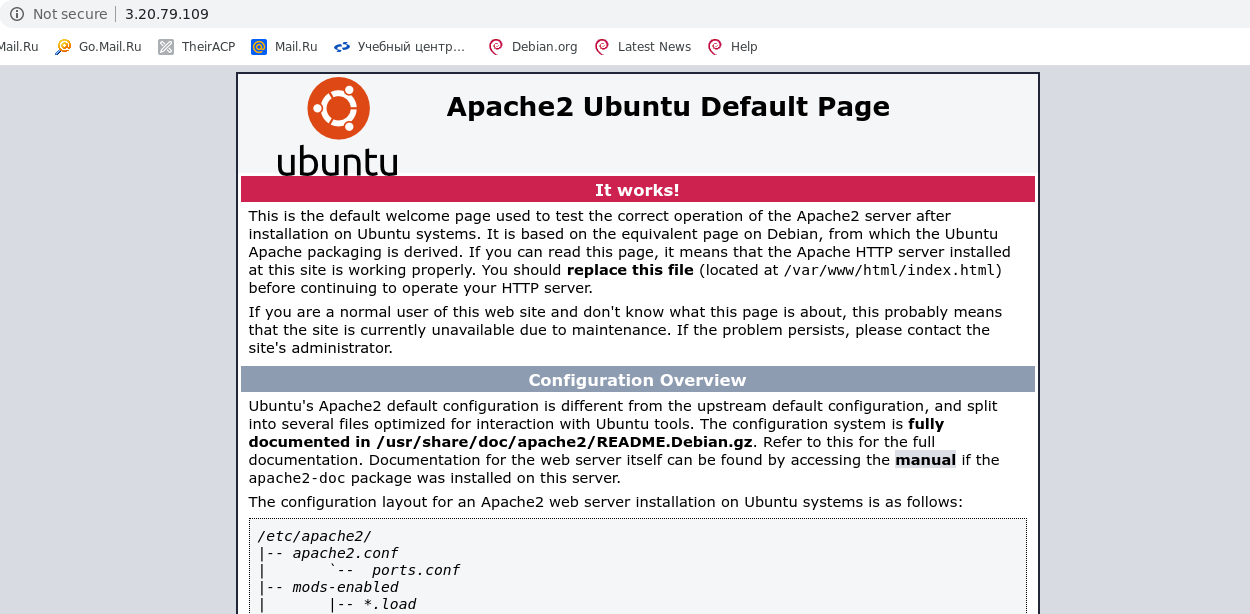 Not secure 3.20.79.109
Mail.Ru Go.Mail.Ru TheirACP Mail.Ru Учебный центр... Debian.org Latest News Help
Apache2 Ubuntu Default Page
ubuntu
It works!
This is the default welcome page used to test the correct operation of the Apache2 server after
installation on Ubuntu systems. It is based on the equivalent page on Debian, from which the Ubuntu
Apache packaging is derived. If you can read this page, it means that the Apache HTTP server installed
at this site is working properly. You should replace this file (located at /var/www/html/index.html)
before continuing to operate your HTTP server.
If you are a normal user of this web site and don't know what this page is about, this probably means
that the site is currently unavailable due to maintenance. If the problem persists, please contact the
site's administrator.
Configuration Overview
Ubuntu's Apache2 default configuration is different from the upstream default configuration, and split
into several files optimized for interaction with Ubuntu tools. The configuration system is fully
documented in /usr/share/doc/apache2/README.Debian.gz. Refer to this for the full
documentation. Documentation for the web server itself can be found by accessing the manual if the
apache2-doc package was installed on this server.
The configuration layout for an Apache2 web server installation on Ubuntu systems is as follows:
/etc/apache2/
|-- apache2.conf
|       `--  ports.conf
|-- mods-enabled
|       |-- *.load